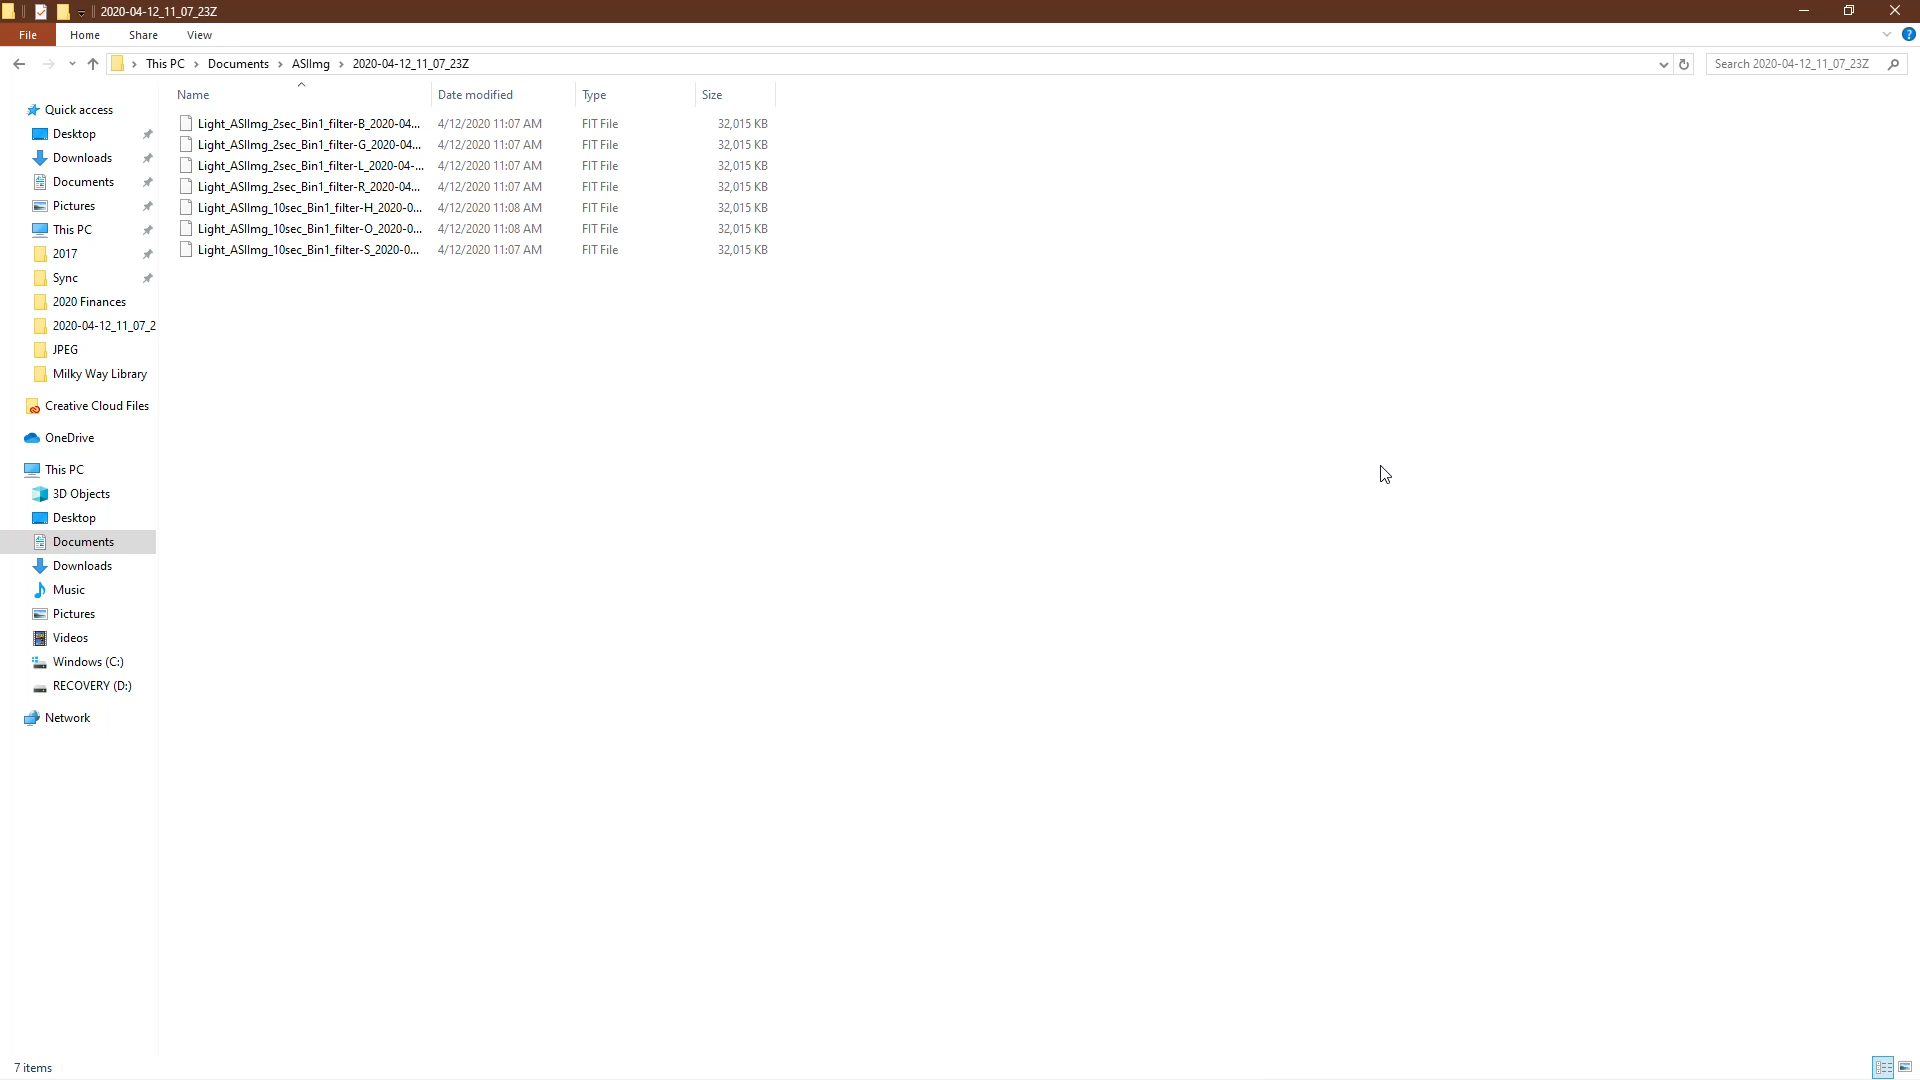 2020-04-12_11_07_23Z
File Home Share View
This PC > Documents > ASIImg > 2020-04-12_11_07_23Z
Search 2020-04-12_11_07_23Z
Name Date modified Type Size
Light_ASIImg_2sec_Bin1_filter-B_2020-04... 4/12/2020 11:07 AM FIT File 32,015 KB
Light_ASIImg_2sec_Bin1_filter-G_2020-04... 4/12/2020 11:07 AM FIT File 32,015 KB
Light_ASIImg_2sec_Bin1_filter-L_2020-04-... 4/12/2020 11:07 AM FIT File 32,015 KB
Light_ASIImg_2sec_Bin1_filter-R_2020-04... 4/12/2020 11:07 AM FIT File 32,015 KB
Light_ASIImg_10sec_Bin1_filter-H_2020-0... 4/12/2020 11:08 AM FIT File 32,015 KB
Light_ASIImg_10sec_Bin1_filter-O_2020-0... 4/12/2020 11:08 AM FIT File 32,015 KB
Light_ASIImg_10sec_Bin1_filter-S_2020-0... 4/12/2020 11:07 AM FIT File 32,015 KB
Quick access
Desktop
Downloads
Documents
Pictures
This PC
2017
Sync
2020 Finances
2020-04-12_11_07_2
JPEG
Milky Way Library
Creative Cloud Files
OneDrive
This PC
3D Objects
Desktop
Documents
Downloads
Music
Pictures
Videos
Windows (C:)
RECOVERY (D:)
Network
7 items